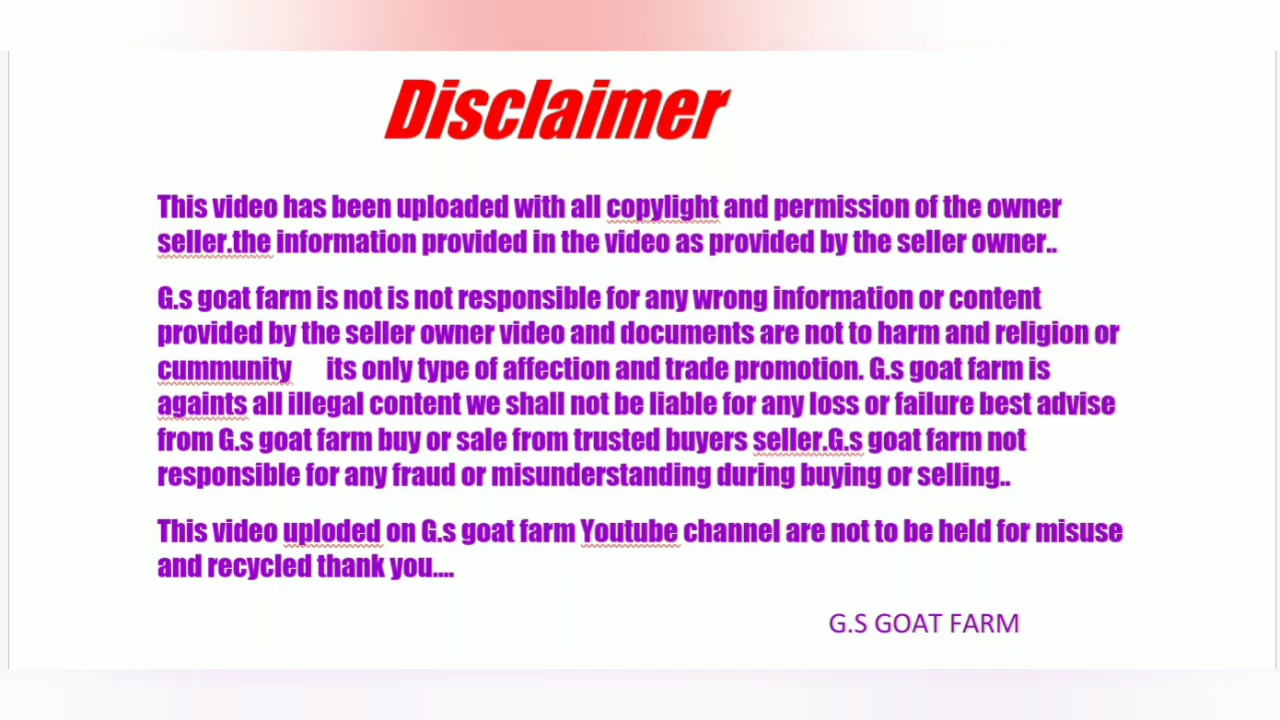 Disclaimer
This video has been uploaded with all copylight and permission of the owner
seller.the information provided in the video as provided by the seller owner..
G.s goat farm is not is not responsible for any wrong information or content
provided by the seller owner video and documents are not to harm and religion or
cummunity its only type of affection and trade promotion. G.s goat farm is
againts all illegal content we shall not be liable for any loss or failure best advise
from G.s goat farm buy or sale from trusted buyers seller.G.s goat farm not
responsible for any fraud or misunderstanding during buying or selling..
This video uploded on G.s goat farm Youtube channel are not to be held for misuse
and recycled thank you....
G.S GOAT FARM